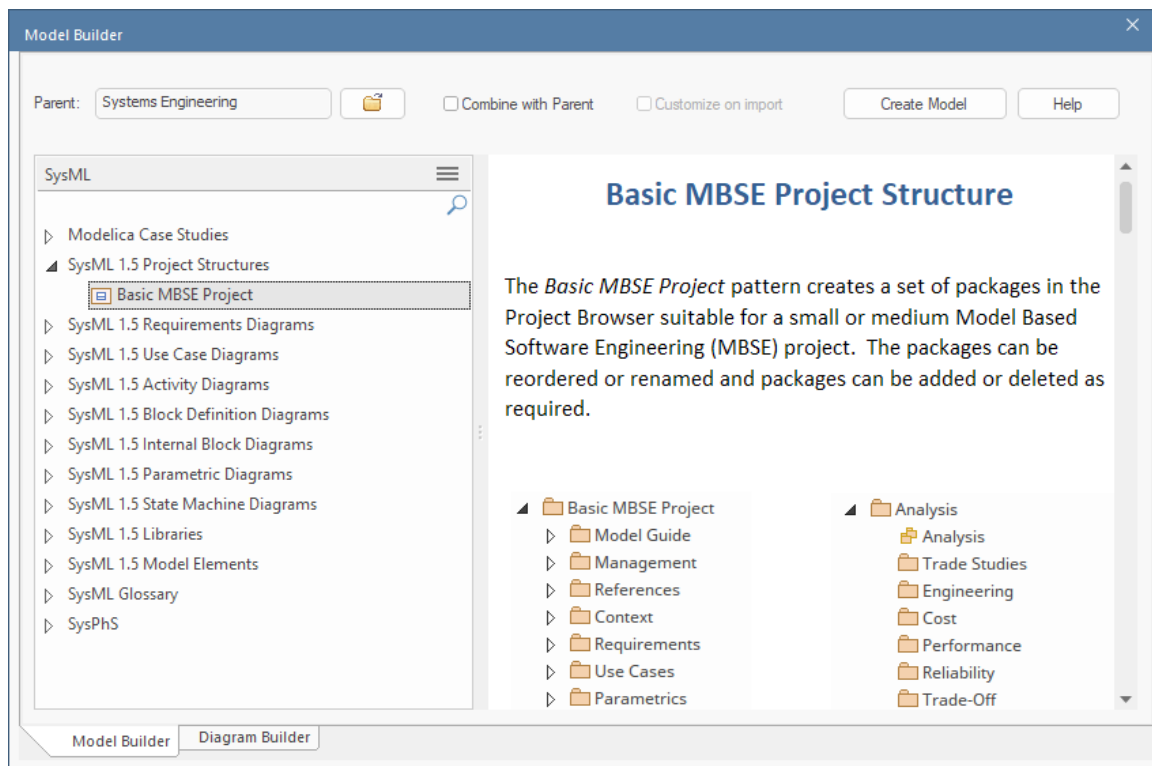 Model Builder
Parent: Systems Engineering Combine with Parent Customize on import Create Model Help
SysML
Modelica Case Studies
SysML 1.5 Project Structures
Basic MBSE Project
SysML 1.5 Requirements Diagrams
SysML 1.5 Use Case Diagrams
SysML 1.5 Activity Diagrams
SysML 1.5 Block Definition Diagrams
SysML 1.5 Internal Block Diagrams
SysML 1.5 Parametric Diagrams
SysML 1.5 State Machine Diagrams
SysML 1.5 Libraries
SysML 1.5 Model Elements
SysML Glossary
SysPhS
Basic MBSE Project Structure
The Basic MBSE Project pattern creates a set of packages in the
Project Browser suitable for a small or medium Model Based
Software Engineering (MBSE) project. The packages can be
reordered or renamed and packages can be added or deleted as
required.
Basic MBSE Project
Model Guide
Management
References
Context
Requirements
Use Cases
Parametrics
Analysis
Analysis
Trade Studies
Engineering
Cost
Performance
Reliability
Trade-Off
Model Builder Diagram Builder